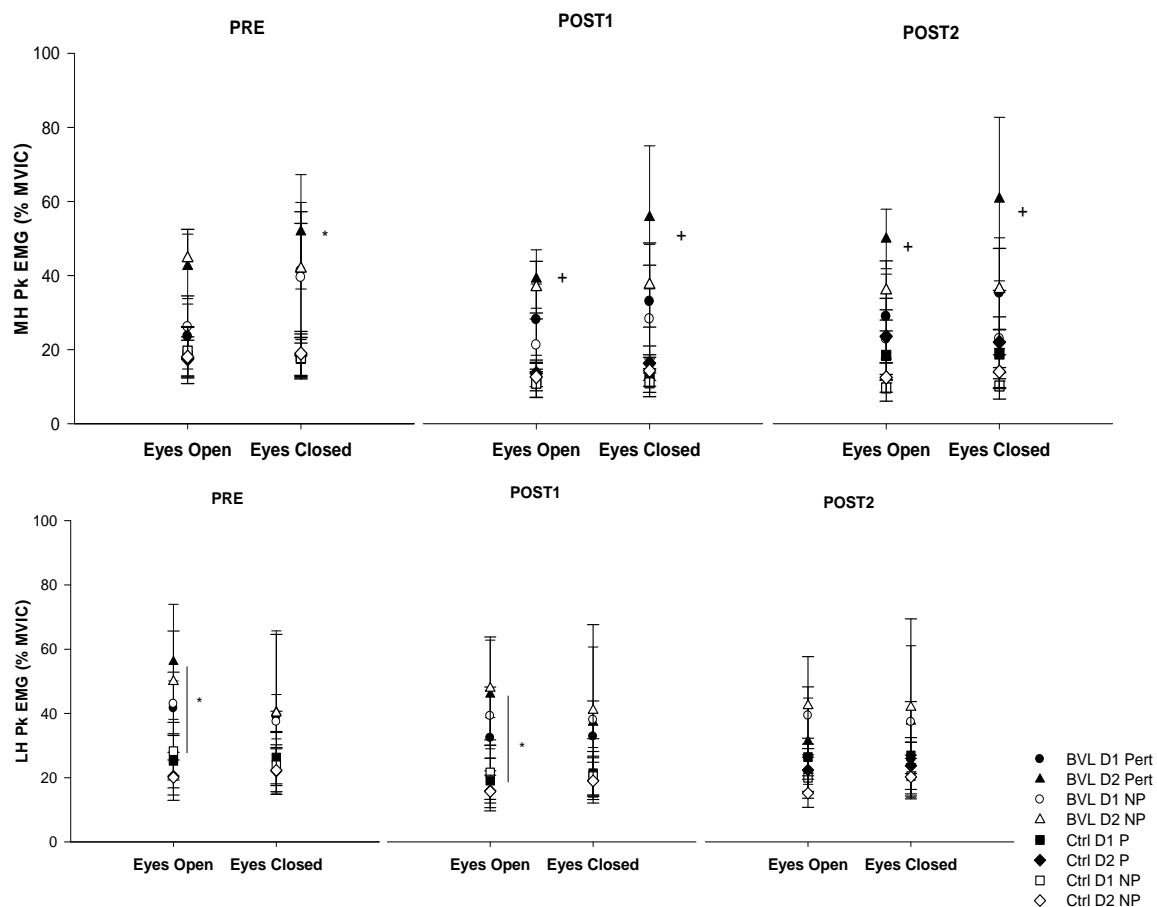 PRE
POST1
POST2
MH Pk EMG (% MVIC)
100
80
60
40
20
0
*
+
+
+
+
Eyes Open Eyes Closed
Eyes Open Eyes Closed
Eyes Open Eyes Closed
PRE
POST1
POST2
LH Pk EMG (% MVIC)
100
80
60
40
20
0
*
*
Eyes Open Eyes Closed
Eyes Open Eyes Closed
Eyes Open Eyes Closed
BVL D1 Pert
BVL D2 Pert
BVL D1 NP
BVL D2 NP
Ctrl D1 P
Ctrl D2 P
Ctrl D1 NP
Ctrl D2 NP